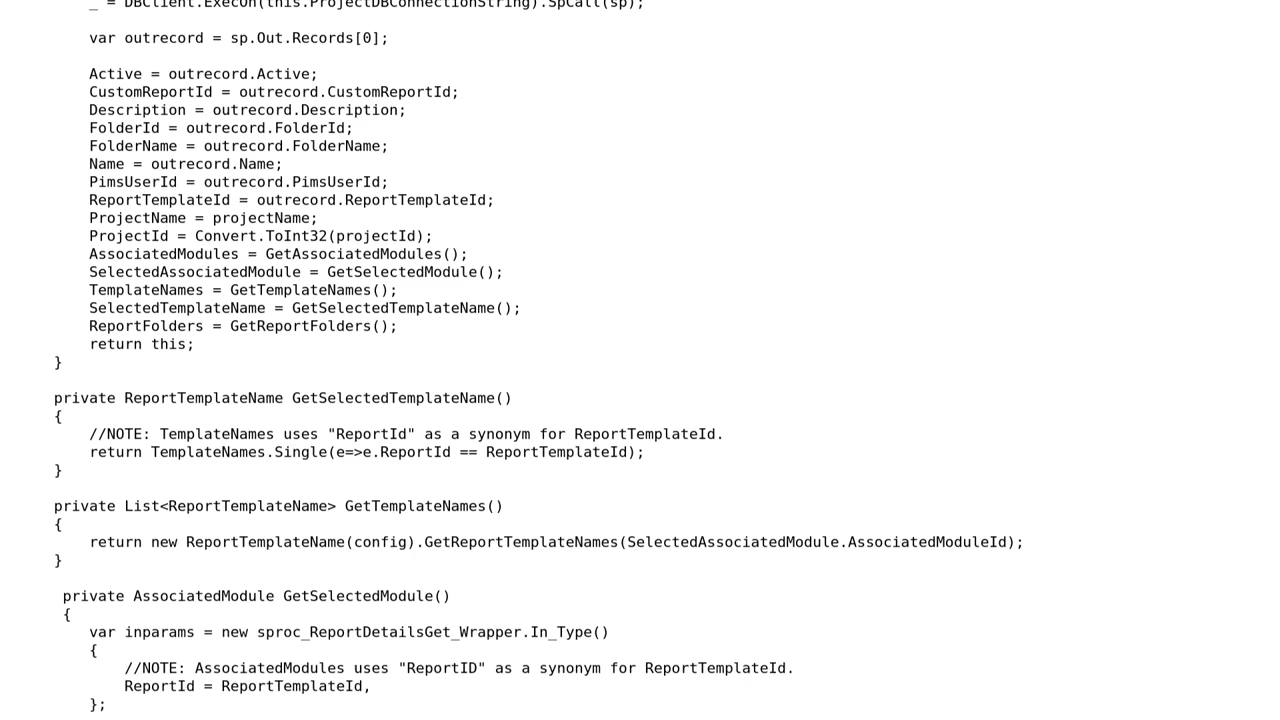 _ = DBClient.ExecOn(this.ProjectDBConnectionString).SpCall(sp);
var outrecord = sp.Out.Records[0];
Active = outrecord.Active;
CustomReportId = outrecord.CustomReportId;
Description = outrecord.Description;
FolderId = outrecord.FolderId;
FolderName = outrecord.FolderName;
Name = outrecord.Name;
PimsUserId = outrecord.PimsUserId;
ReportTemplateId = outrecord.ReportTemplateId;
ProjectName = projectName;
ProjectId = Convert.ToInt32(projectId);
AssociatedModules = GetAssociatedModules();
SelectedAssociatedModule = GetSelectedModule();
TemplateNames = GetTemplateNames();
SelectedTemplateName = GetSelectedTemplateName();
ReportFolders = GetReportFolders();
return this;
}
private ReportTemplateName GetSelectedTemplateName()
{
//NOTE: TemplateNames uses "ReportId" as a synonym for ReportTemplateId.
return TemplateNames.Single(e=>e.ReportId == ReportTemplateId);
}
private List<ReportTemplateName> GetTemplateNames()
{
return new ReportTemplateName(config).GetReportTemplateNames(SelectedAssociatedModule.AssociatedModuleId);
}
private AssociatedModule GetSelectedModule()
{
var inparams = new sproc_ReportDetailsGet_Wrapper.In_Type()
{
//NOTE: AssociatedModules uses "ReportID" as a synonym for ReportTemplateId.
ReportId = ReportTemplateId,
};